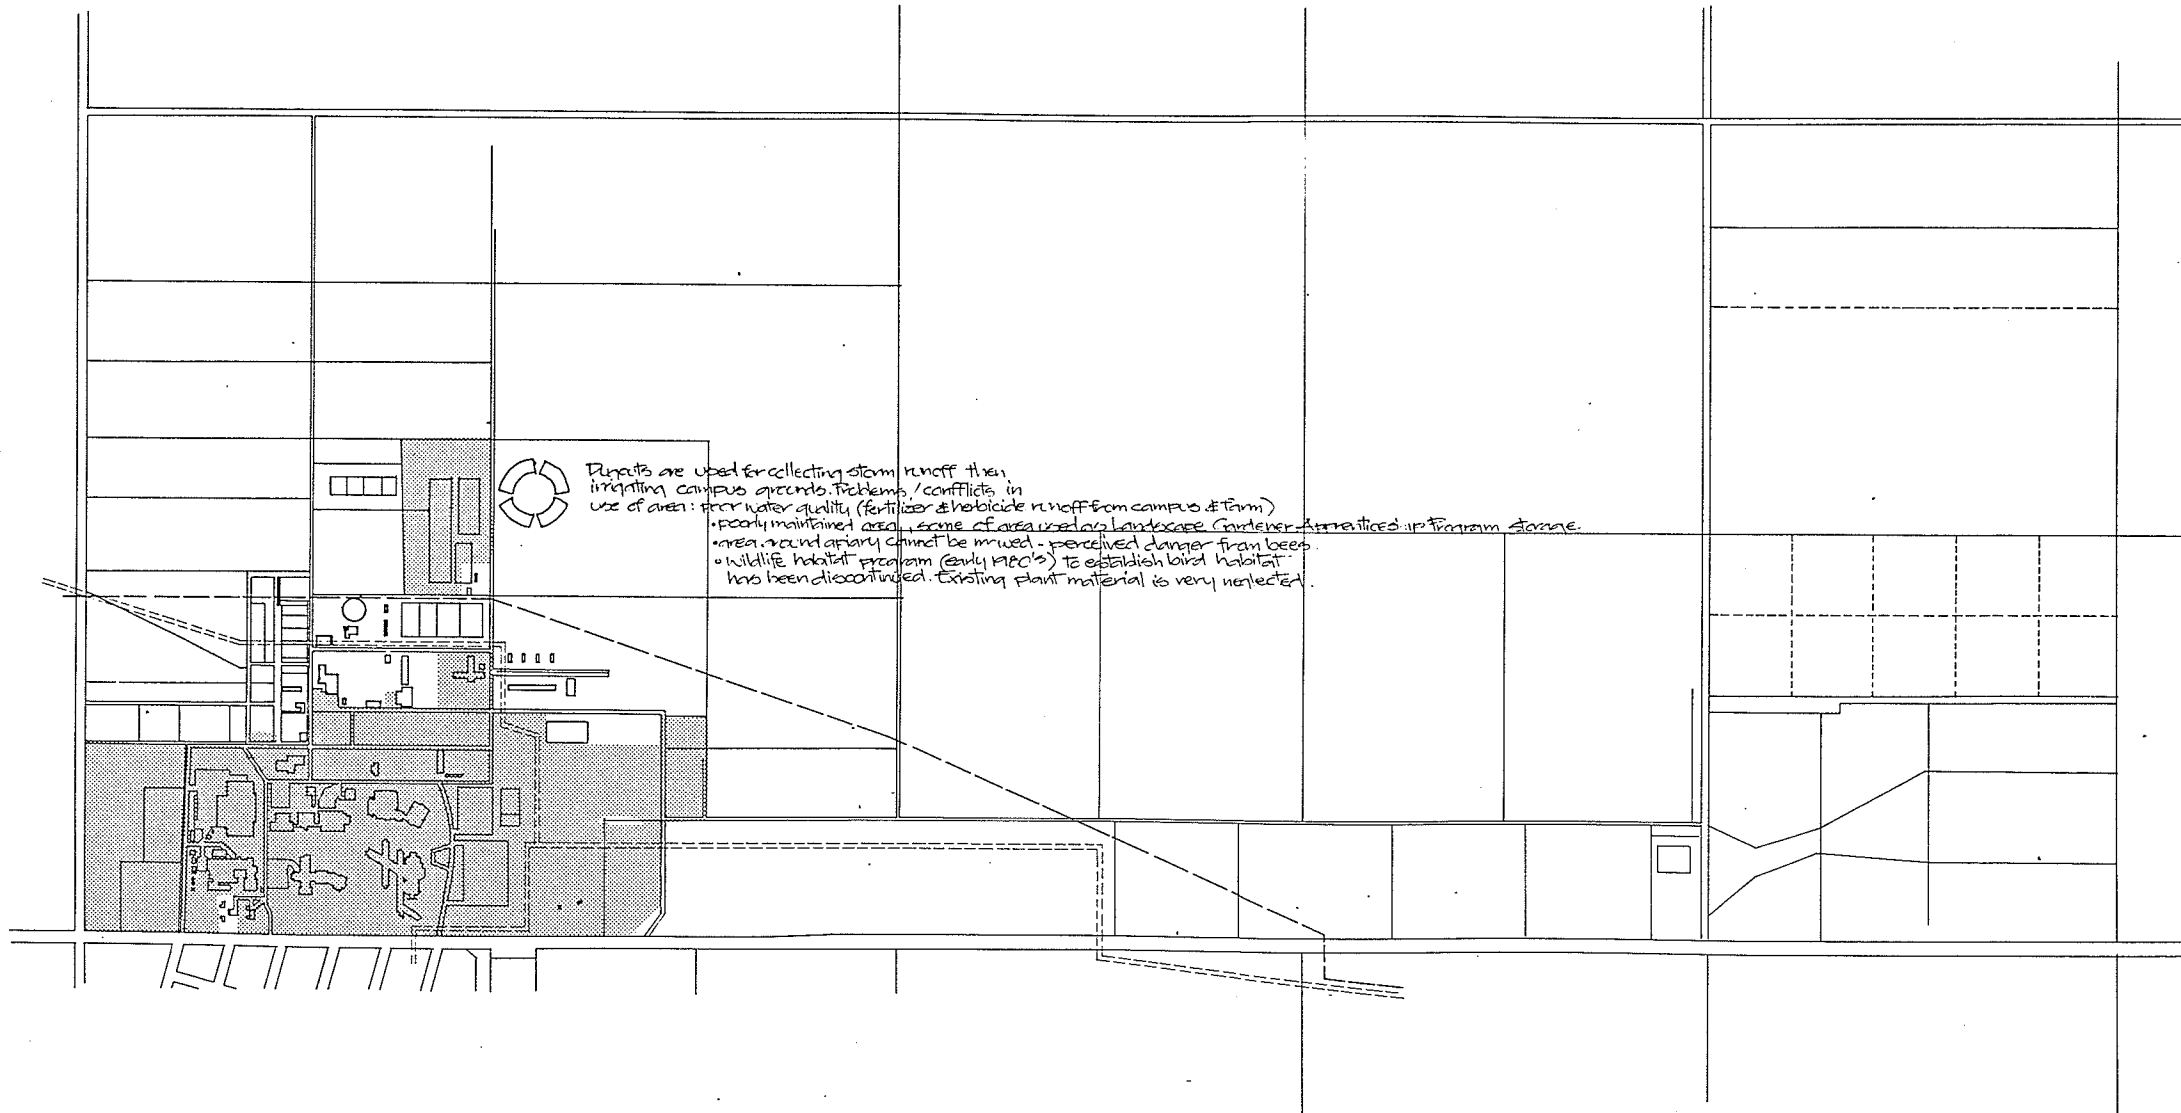 Dugouts are used for collecting storm runoff then
irrigating campus grounds. Problems / conflicts in
use of area: poor water quality (fertilizer & herbicide runoff from campus & farm)
• poorly maintained area, some of area used as Landscape Gardener Apprenticeship Program storage.
• area around apiary cannot be mowed - perceived danger from bees.
• wildlife habitat program (early 1980's) to establish bird habitat
has been discontinued. Existing plant material is very neglected.